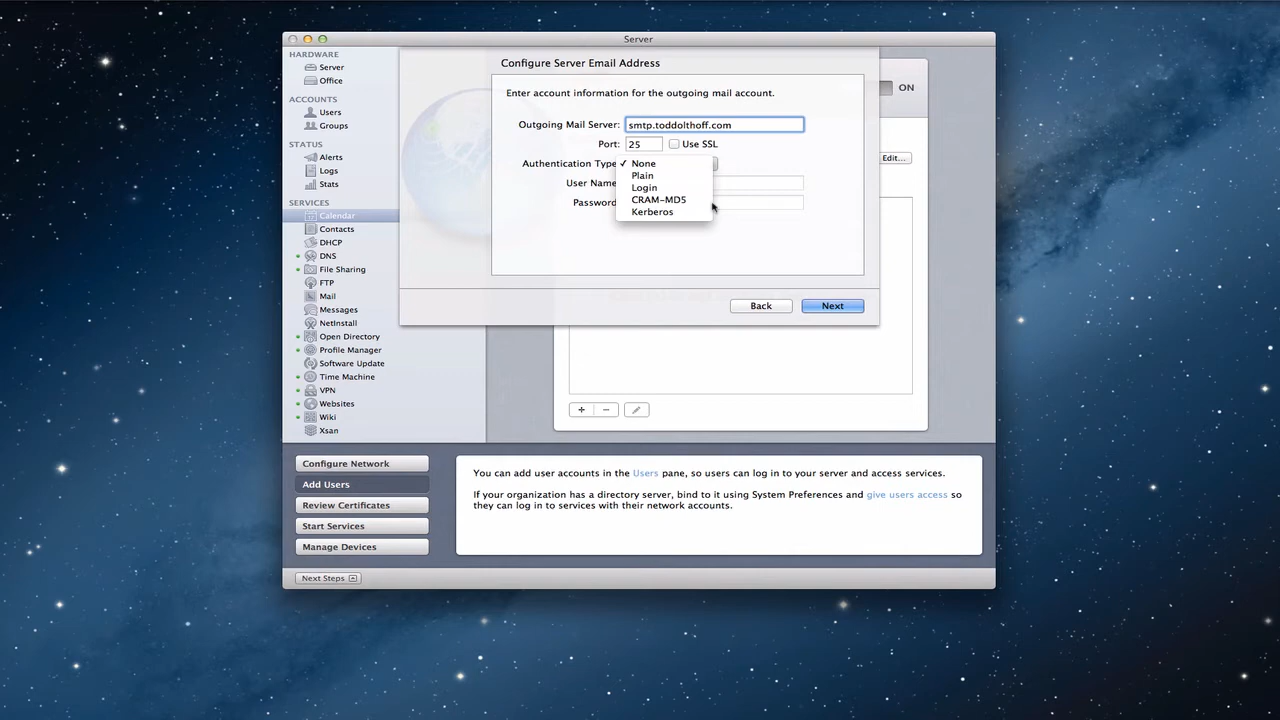 Server
HARDWARE
Server
Office
ACCOUNTS
Users
Groups
STATUS
Alerts
Logs
Stats
SERVICES
Calendar
Contacts
DHCP
DNS
File Sharing
FTP
Mail
Messages
NetInstall
Open Directory
Profile Manager
Software Update
Time Machine
VPN
Websites
Wiki
Xsan
Configure Server Email Address
Enter account information for the outgoing mail account.
Outgoing Mail Server: smtp.toddolthoff.com
Port: 25 Use SSL
Authentication Type ✓ None
Plain
Login
CRAM-MD5
Kerberos
User Name
Password
Back Next
ON
Edit...
+ −
Configure Network
Add Users
Review Certificates
Start Services
Manage Devices
You can add user accounts in the Users pane, so users can log in to your server and access services.
If your organization has a directory server, bind to it using System Preferences and give users access so
they can log in to services with their network accounts.
Next Steps